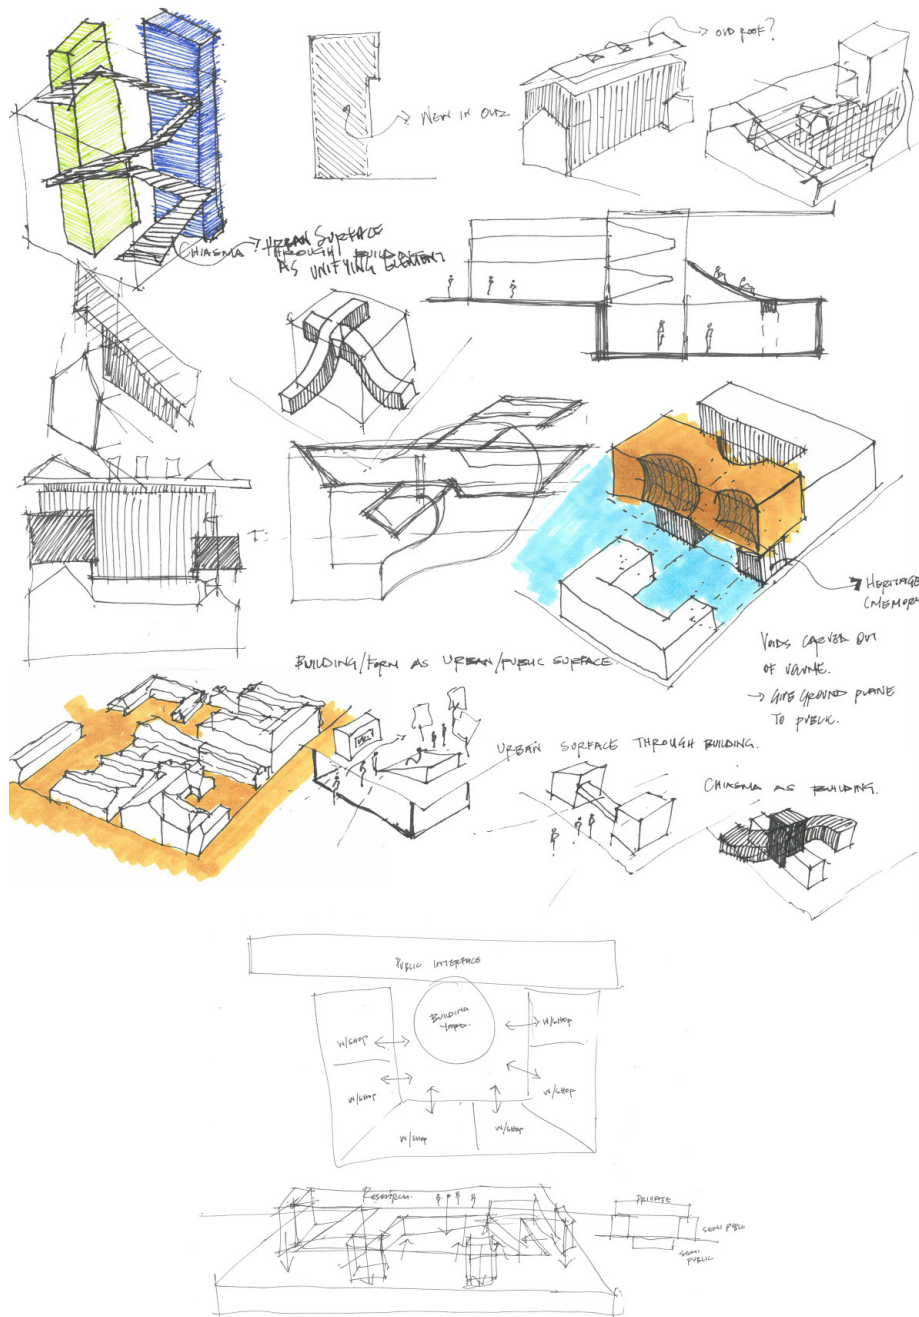 OLD ROOF?
NEW IN OLD
CHIASMA
URBAN SURFACE
THROUGH BUILDING
AS UNIFYING ELEMENT
HERITAGE
(MEMORY
VOIDS CARVED OUT
OF VOLUME.
→ GIVE GROUND PLANE
TO PUBLIC.
BUILDING/FORM AS URBAN/PUBLIC SURFACE.
URBAN SURFACE THROUGH BUILDING.
CHIASMA AS BUILDING.
PUBLIC INTERFACE
BUILDING
YARD.
W/SHOP
W/SHOP
W/SHOP
W/SHOP
W/SHOP
W/SHOP
RESEARCH.
PRIVATE
SEMI PUBLIC
SEMI
PUBLIC